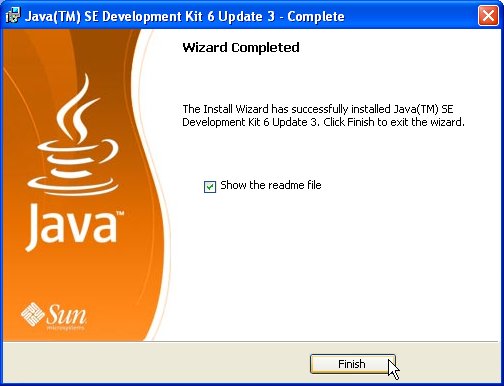 Java(TM) SE Development Kit 6 Update 3 - Complete
Wizard Completed
The Install Wizard has successfully installed Java(TM) SE
Development Kit 6 Update 3. Click Finish to exit the wizard.
Show the readme file
Java™
Sun
microsystems
Finish